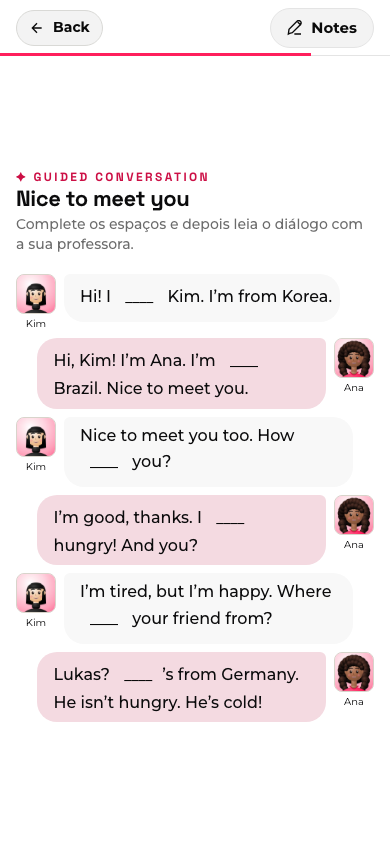 Back
Notes
GUIDED CONVERSATION
Nice to meet you
Complete os espaços e depois leia o diálogo com
a sua professora.
Hi! I ___ Kim. I’m from Korea.
Kim
Hi, Kim! I’m Ana. I’m ___
Brazil. Nice to meet you.
Ana
Nice to meet you too. How
___ you?
Kim
I’m good, thanks. I ___
hungry! And you?
Ana
I’m tired, but I’m happy. Where
___ your friend from?
Kim
Lukas? ___ ’s from Germany.
He isn’t hungry. He’s cold!
Ana